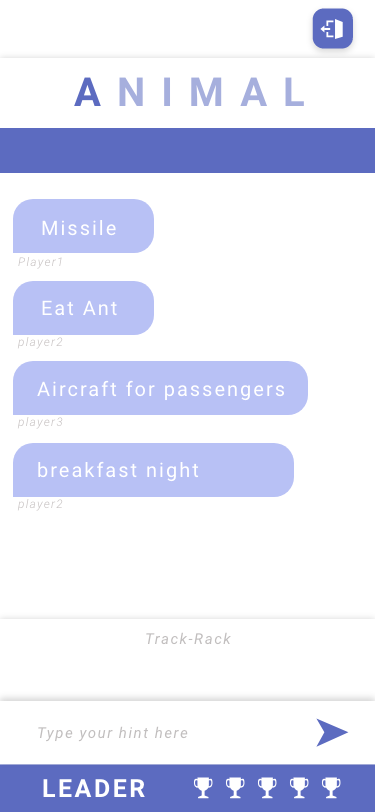 ANIMAL
Missile
Player1
Eat Ant
player2
Aircraft for passengers
player3
breakfast night
player2
Track-Rack
Type your hint here
LEADER